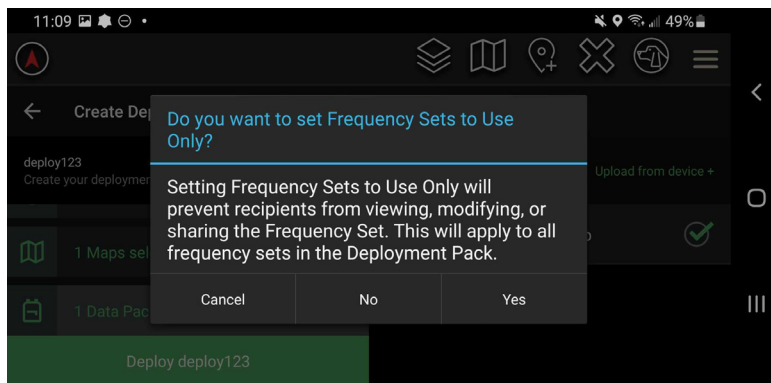 11:09
49%
Create Dep
deploy123
Create your deploymen
Upload from device +
1 Maps sel
1 Data Pac
Deploy deploy123
Do you want to set Frequency Sets to Use
Only?
Setting Frequency Sets to Use Only will
prevent recipients from viewing, modifying, or
sharing the Frequency Set. This will apply to all
frequency sets in the Deployment Pack.
Cancel No Yes